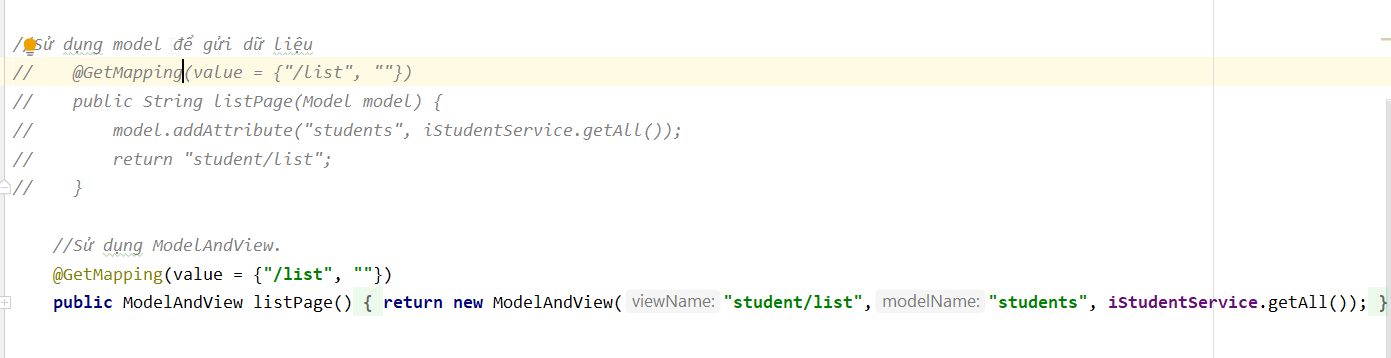 //Sử dụng model để gửi dữ liệu
//    @GetMapping(value = {"/list", ""})
//    public String listPage(Model model) {
//        model.addAttribute("students", iStudentService.getAll());
//        return "student/list";
//    }
//Sử dụng ModelAndView.
@GetMapping(value = {"/list", ""})
public ModelAndView listPage() { return new ModelAndView( viewName: "student/list", modelName: "students", iStudentService.getAll()); }